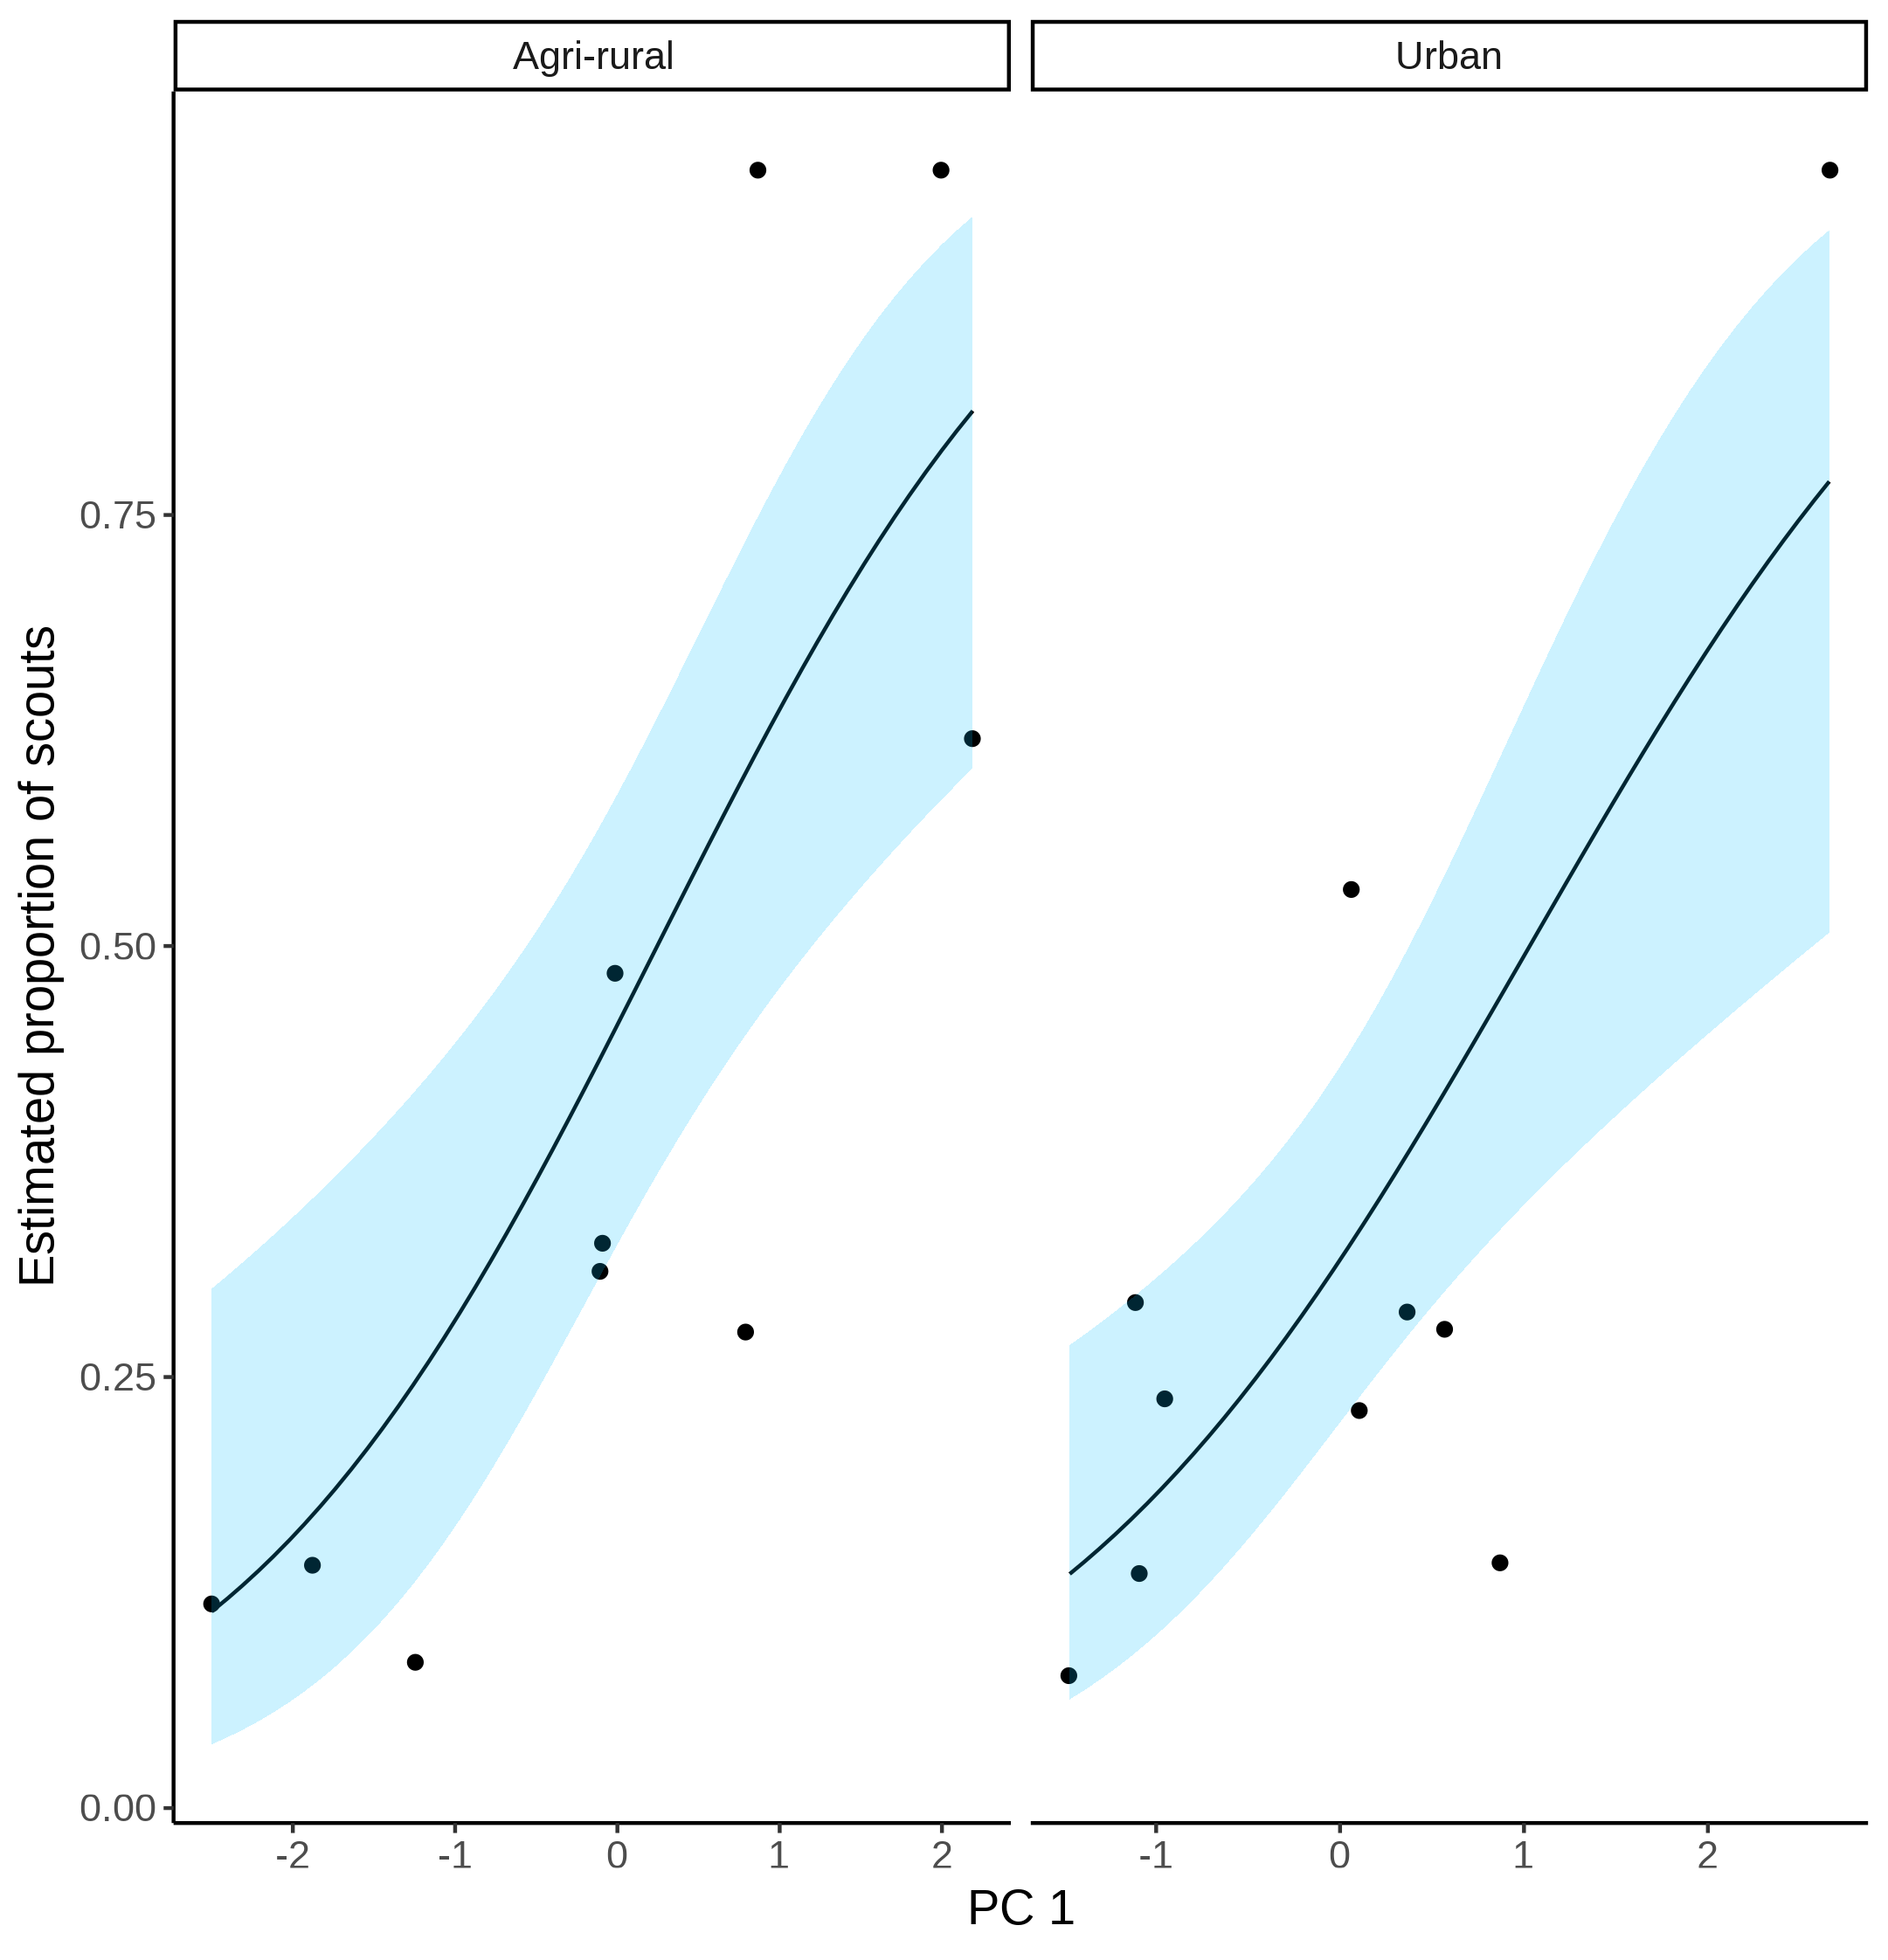 Agri-rural
Urban
Estimated proportion of scouts
0.75
0.50
0.25
0.00
-2 -1 0 1 2
-1 0 1 2
PC 1